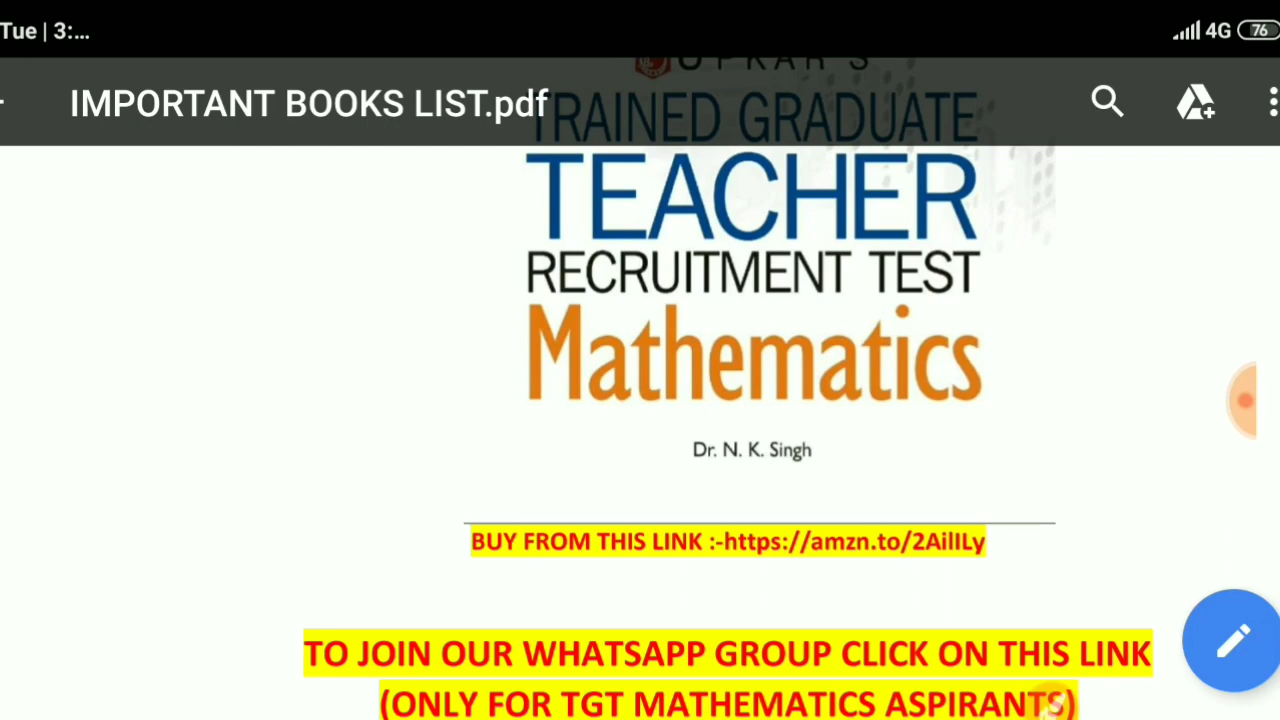 Tue | 3:...
4G 76
IMPORTANT BOOKS LIST.pdf
UPKAR'S
TRAINED GRADUATE
TEACHER
RECRUITMENT TEST
Mathematics
Dr. N. K. Singh
BUY FROM THIS LINK :-https://amzn.to/2AilILy
TO JOIN OUR WHATSAPP GROUP CLICK ON THIS LINK
(ONLY FOR TGT MATHEMATICS ASPIRANTS)